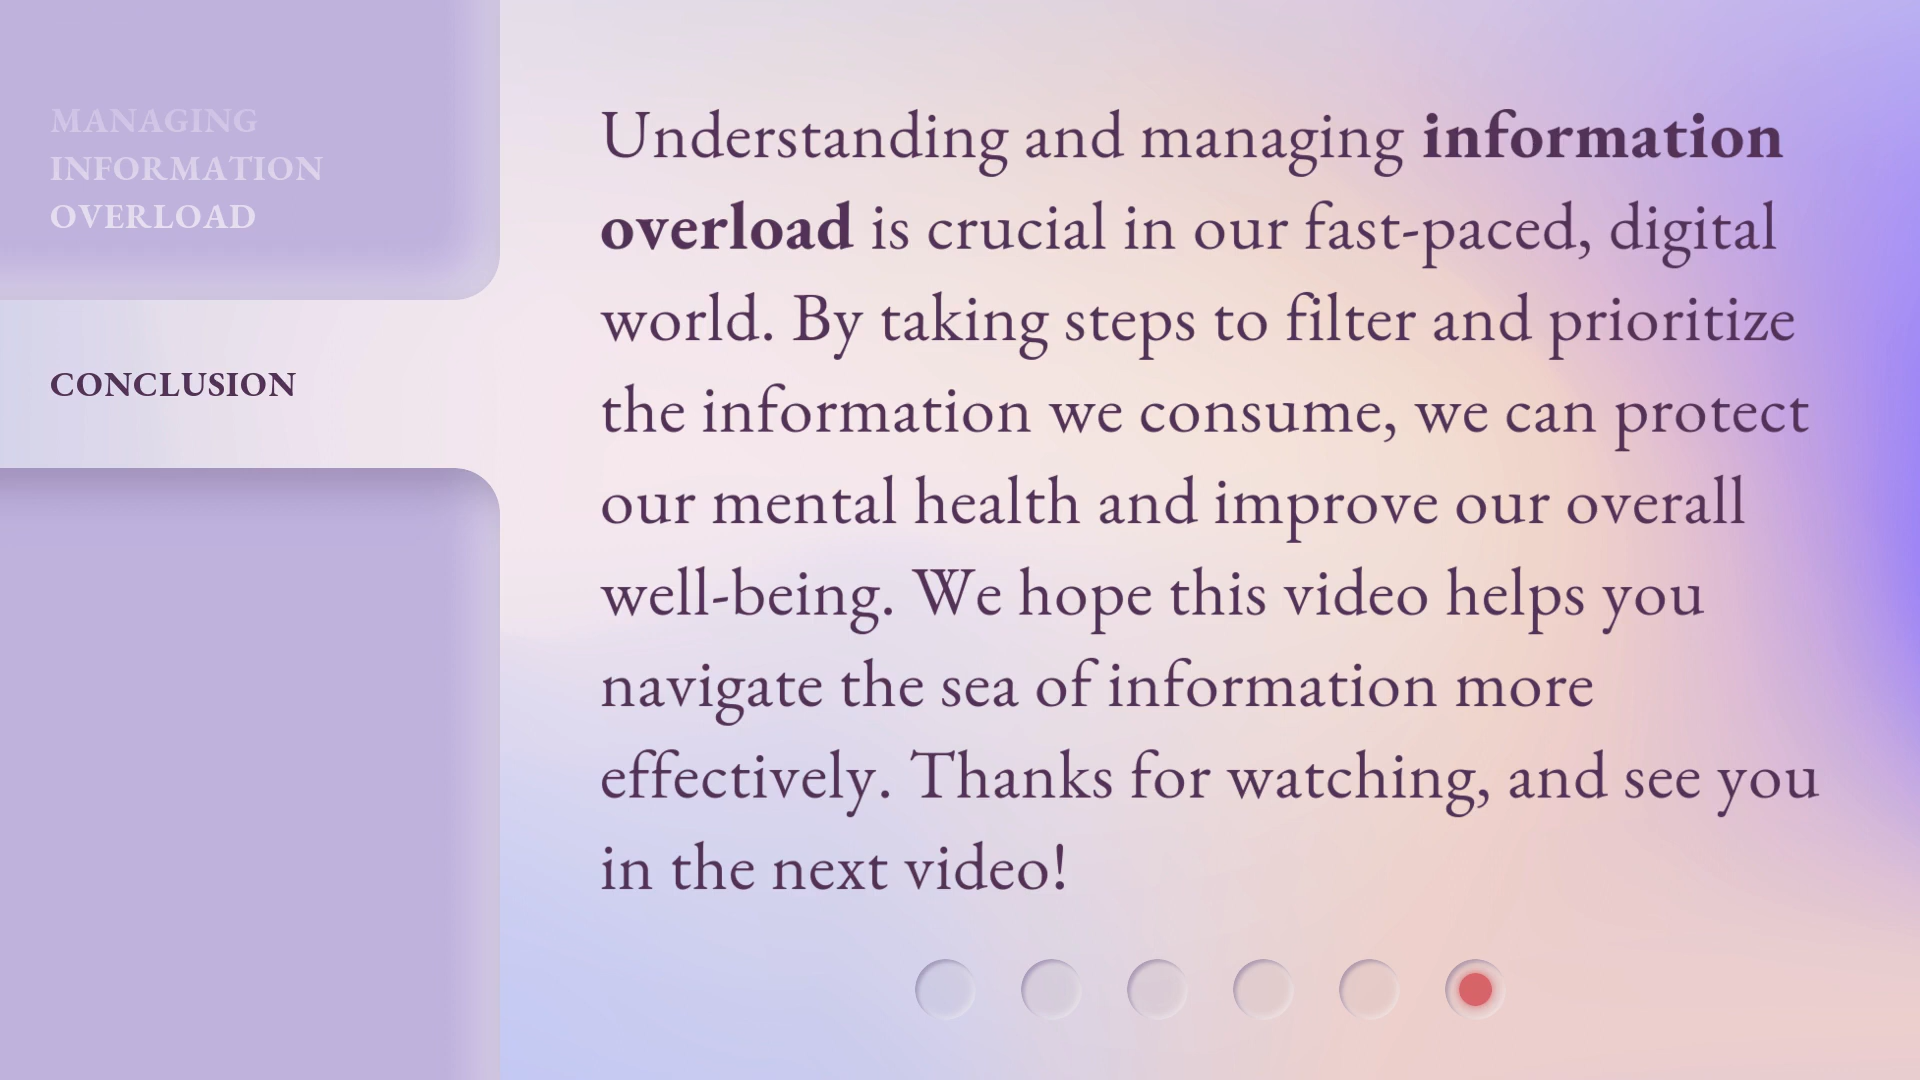 MANAGING
INFORMATION
OVERLOAD
CONCLUSION
Understanding and managing information
overload is crucial in our fast-paced, digital
world. By taking steps to filter and prioritize
the information we consume, we can protect
our mental health and improve our overall
well-being. We hope this video helps you
navigate the sea of information more
effectively. Thanks for watching, and see you
in the next video!